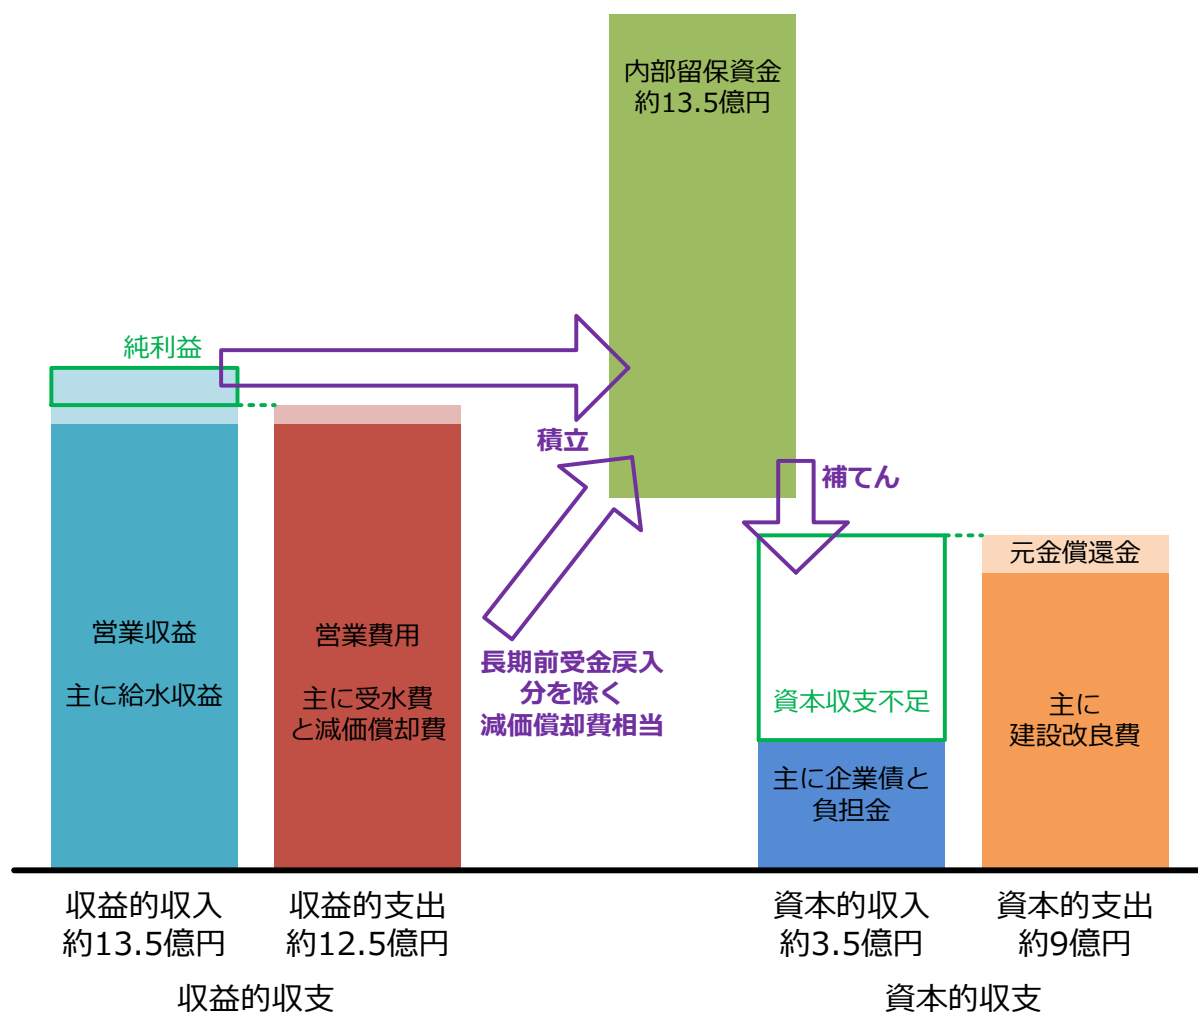 内部留保資金
約13.5億円
純利益
積立
補てん
営業収益
主に給水収益
営業費用
主に受水費
と減価償却費
長期前受金戻入
分を除く
減価償却費相当
元金償還金
資本収支不足
主に
建設改良費
主に企業債と
負担金
収益的収入
約13.5億円
収益的支出
約12.5億円
資本的収入
約3.5億円
資本的支出
約9億円
収益的収支
資本的収支